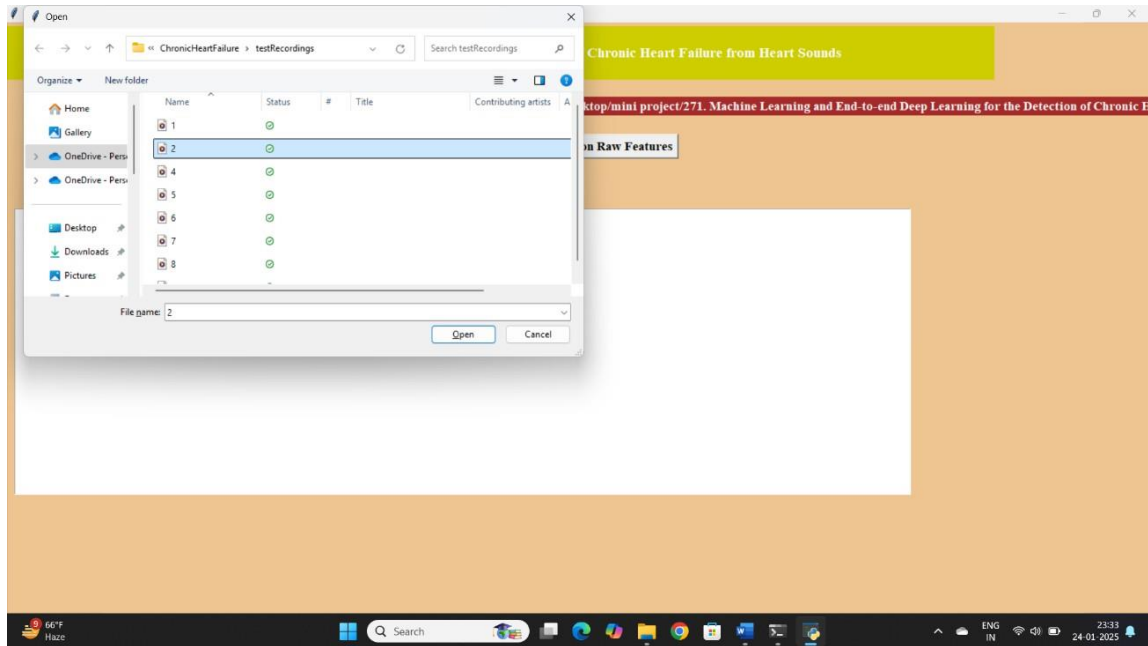 Open
Chronic Heart Failure from Heart Sounds
« ChronicHeartFailure > testRecordings
Search testRecordings
Organize
New folder
Name Status # Title Contributing artists A
ktop/mini project/271. Machine Learning and End-to-end Deep Learning for the Detection of Chronic
on Raw Features
Home
Gallery
OneDrive - Pers
OneDrive - Pers
Desktop
Downloads
Pictures
1
2
4
5
6
7
8
File name: 2
Open Cancel
9
66°F
Haze
Search
ENG
IN
23:33
24-01-2025